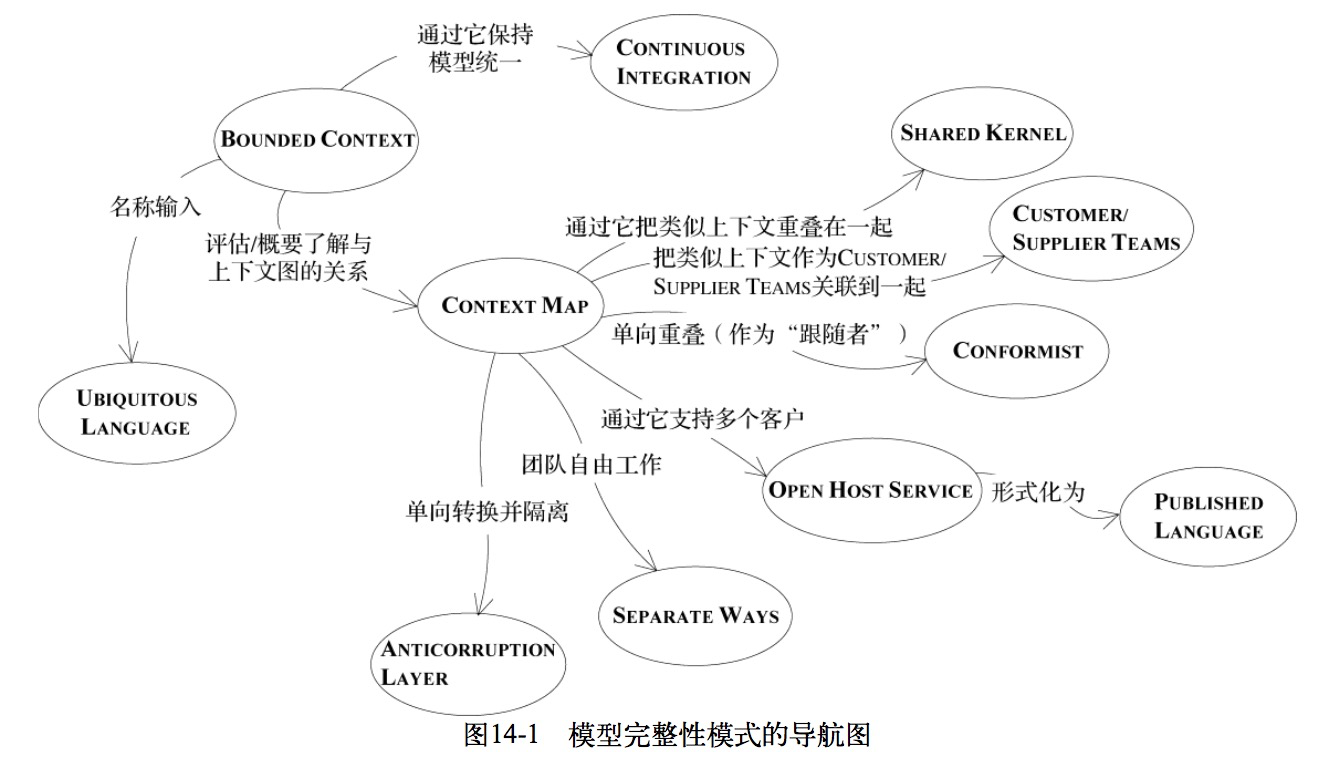 通过它保持
模型统一
CONTINUOUS
INTEGRATION
BOUNDED CONTEXT
SHARED KERNEL
名称输入
评估/概要了解与
上下文图的关系
通过它把类似上下文重叠在一起
CUSTOMER/
SUPPLIER TEAMS
把类似上下文作为CUSTOMER/
SUPPLIER TEAMS关联到一起
CONTEXT MAP
单向重叠（作为“跟随者”）
CONFORMIST
UBIQUITOUS
LANGUAGE
通过它支持多个客户
团队自由工作
OPEN HOST SERVICE
形式化为
PUBLISHED
LANGUAGE
单向转换并隔离
SEPARATE WAYS
ANTICORRUPTION
LAYER
图14-1 模型完整性模式的导航图